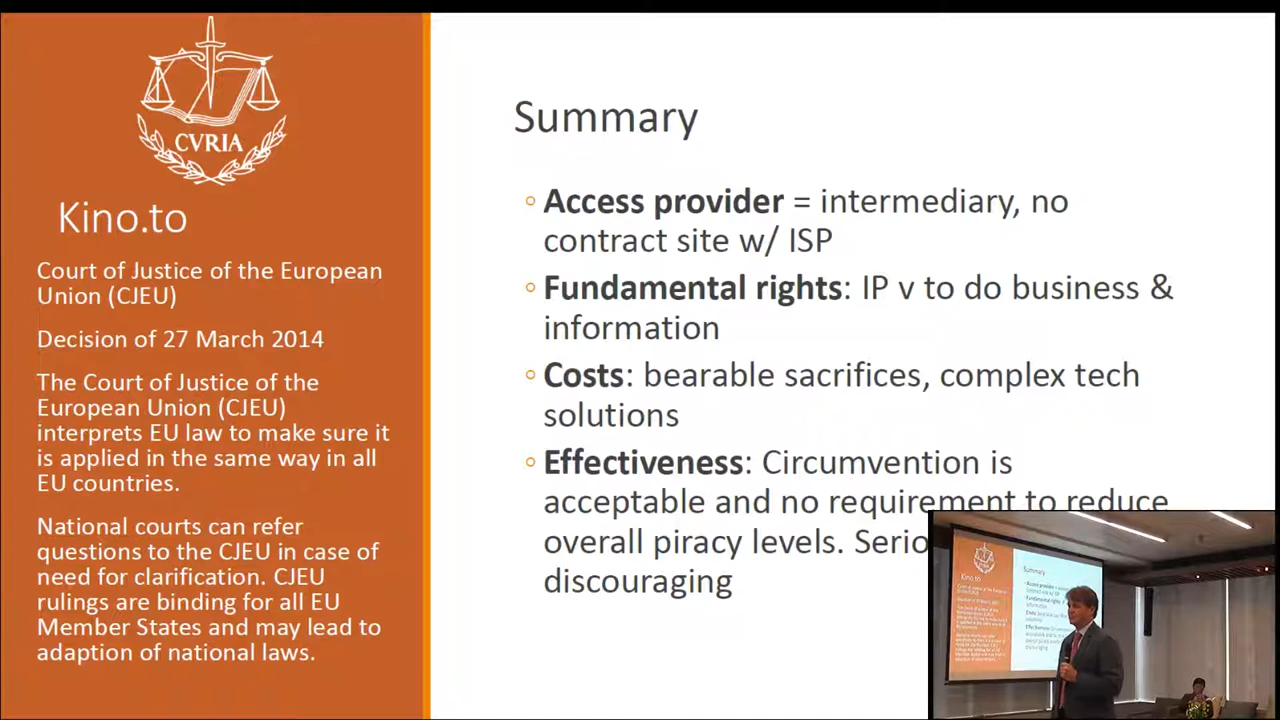 CVRIA
Kino.to
Court of Justice of the European
Union (CJEU)
Decision of 27 March 2014
The Court of Justice of the
European Union (CJEU)
interprets EU law to make sure it
is applied in the same way in all
EU countries.
National courts can refer
questions to the CJEU in case of
need for clarification. CJEU
rulings are binding for all EU
Member States and may lead to
adaption of national laws.
Summary
Access provider = intermediary, no
contract site w/ ISP
Fundamental rights: IP v to do business &
information
Costs: bearable sacrifices, complex tech
solutions
Effectiveness: Circumvention is
acceptable and no requirement to reduce
overall piracy levels. Serio
discouraging
Kino.to
Summary